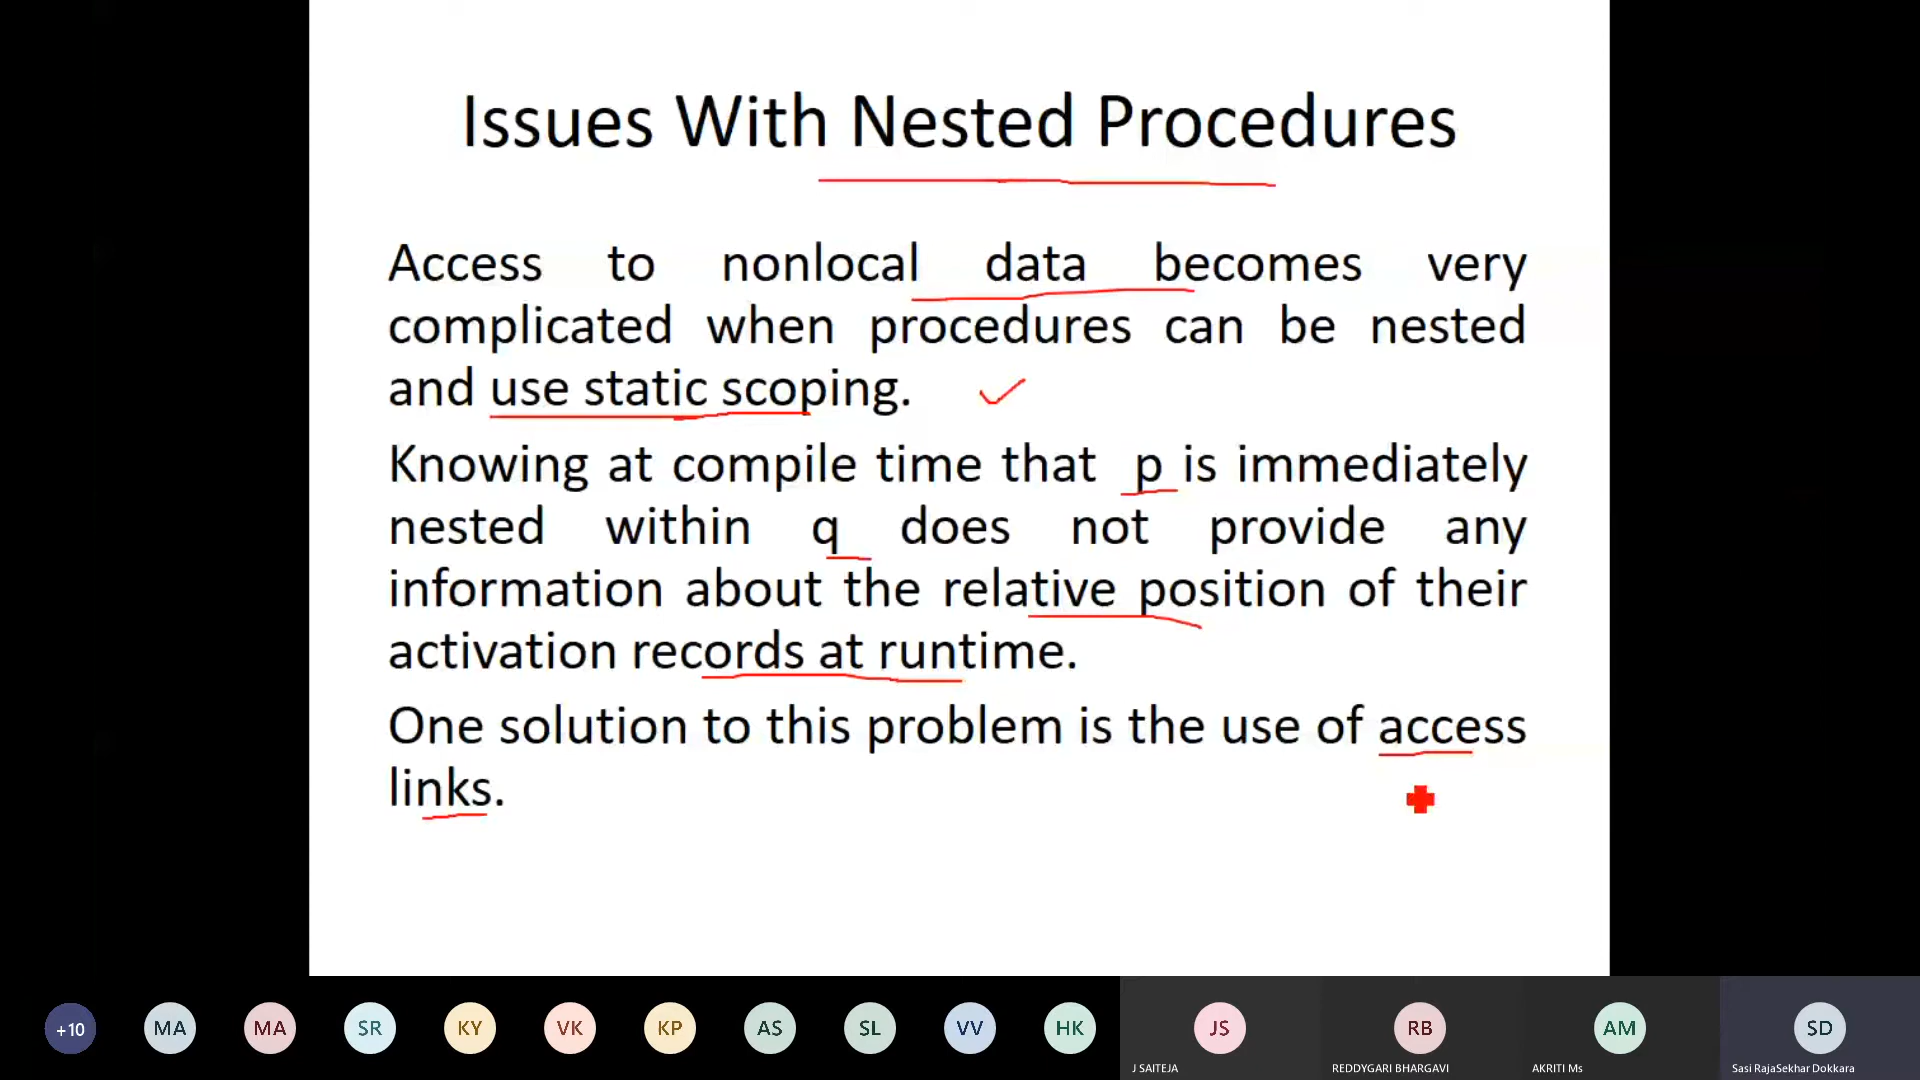 Issues With Nested Procedures
Access to nonlocal data becomes very
complicated when procedures can be nested
and use static scoping.
Knowing at compile time that p is immediately
nested within q does not provide any
information about the relative position of their
activation records at runtime.
One solution to this problem is the use of access
links.
+10 MA MA SR KY VK KP AS SL VV HK JS RB AM SD
J SAITEJA REDDYGARI BHARGAVI AKRITI Ms Sasi RajaSekhar Dokkara